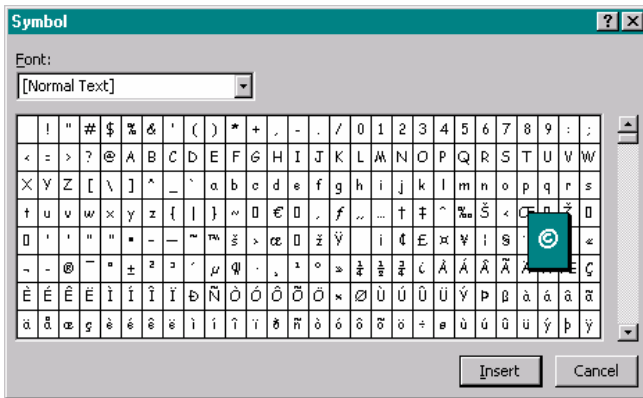 Symbol
Font:
[Normal Text]
! " # $ % & ' ( ) * + , - . / 0 1 2 3 4 5 6 7 8 9 : ;
< = > ? @ A B C D E F G H I J K L M N O P Q R S T U V W
X Y Z [ \ ] ^ _ ` a b c d e f g h i j k l m n o p q r s
t u v w x y z { | } ~ □ € □ ‚ ƒ „ … † ‡ ˆ ‰ Š ‹ Œ □ Ž □
□ ‘ ’ “ ” • – — ˜ ™ š › œ □ ž Ÿ ¡ ¢ £ ¤ ¥ ¦ § © «
¬ - ® ¯ ° ± ² ³ ´ µ ¶ · ¸ ¹ º » ¼ ½ ¾ ¿ À Á Â Ã Ä Æ Ç
È É Ê Ë Ì Í Î Ï Ð Ñ Ò Ó Ô Õ Ö × Ø Ù Ú Û Ü Ý Þ ß à á â ã
ä å æ ç è é ê ë ì í î ï ð ñ ò ó ô õ ö ÷ ø ù ú û ü ý þ ÿ
Insert Cancel